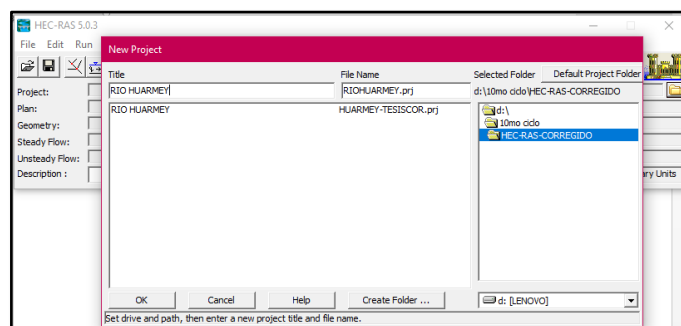 HEC-RAS 5.0.3
File Edit Run
New Project
Title File Name Selected Folder Default Project Folder
RIO HUARMEY RIOHUARMEY.prj d:\10mo ciclo\HEC-RAS-CORREGIDO
RIO HUARMEY HUARMEY-TESISCOR.prj
d:\
10mo ciclo
HEC-RAS-CORREGIDO
Project:
Plan:
Geometry:
Steady Flow:
Unsteady Flow:
Description : ary Units
OK Cancel Help Create Folder ... d: [LENOVO]
Set drive and path, then enter a new project title and file name.